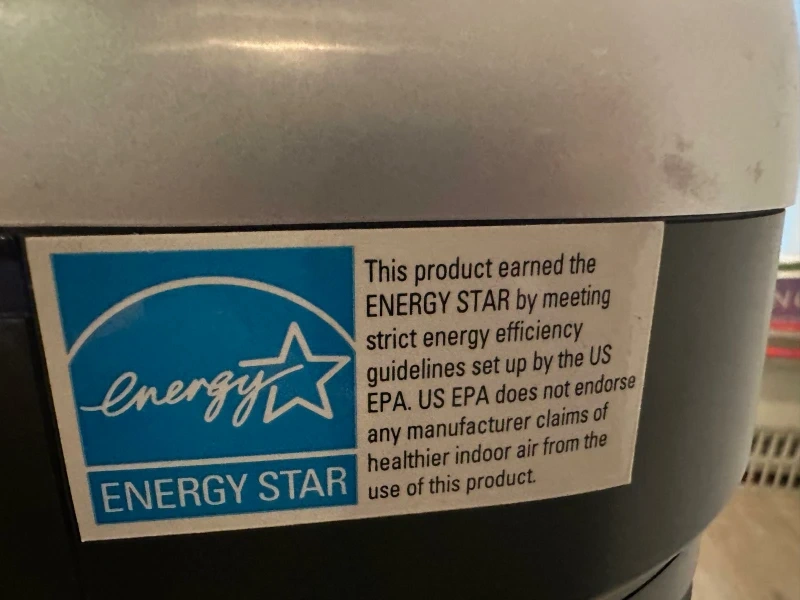 energy
ENERGY STAR
This product earned the
ENERGY STAR by meeting
strict energy efficiency
guidelines set up by the US
EPA. US EPA does not endorse
any manufacturer claims of
healthier indoor air from the
use of this product.